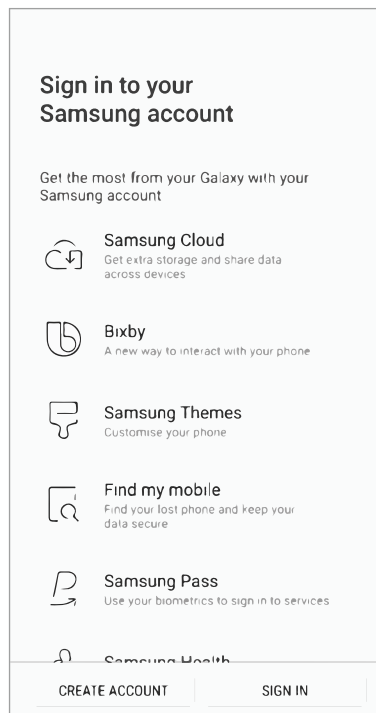 Sign in to your
Samsung account
Get the most from your Galaxy with your
Samsung account
Samsung Cloud
Get extra storage and share data
across devices
Bixby
A new way to interact with your phone
Samsung Themes
Customise your phone
Find my mobile
Find your lost phone and keep your
data secure
Samsung Pass
Use your biometrics to sign in to services
Samsung Health
CREATE ACCOUNT
SIGN IN